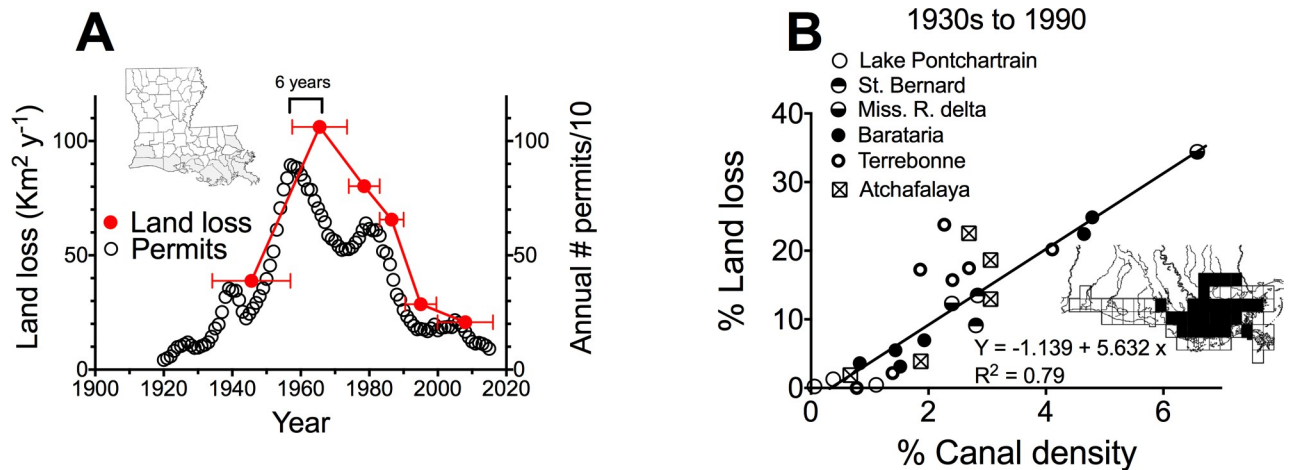 A
6 years
Land loss
Permits
Land loss (Km² y⁻¹)
100
50
0
1900 1920 1940 1960 1980 2000 2020
Year
100
50
0
Annual # permits/10
B
1930s to 1990
Lake Pontchartrain
St. Bernard
Miss. R. delta
Barataria
Terrebonne
Atchafalaya
% Land loss
40
30
20
10
0
0 2 4 6
% Canal density
Y = -1.139 + 5.632 x
R² = 0.79